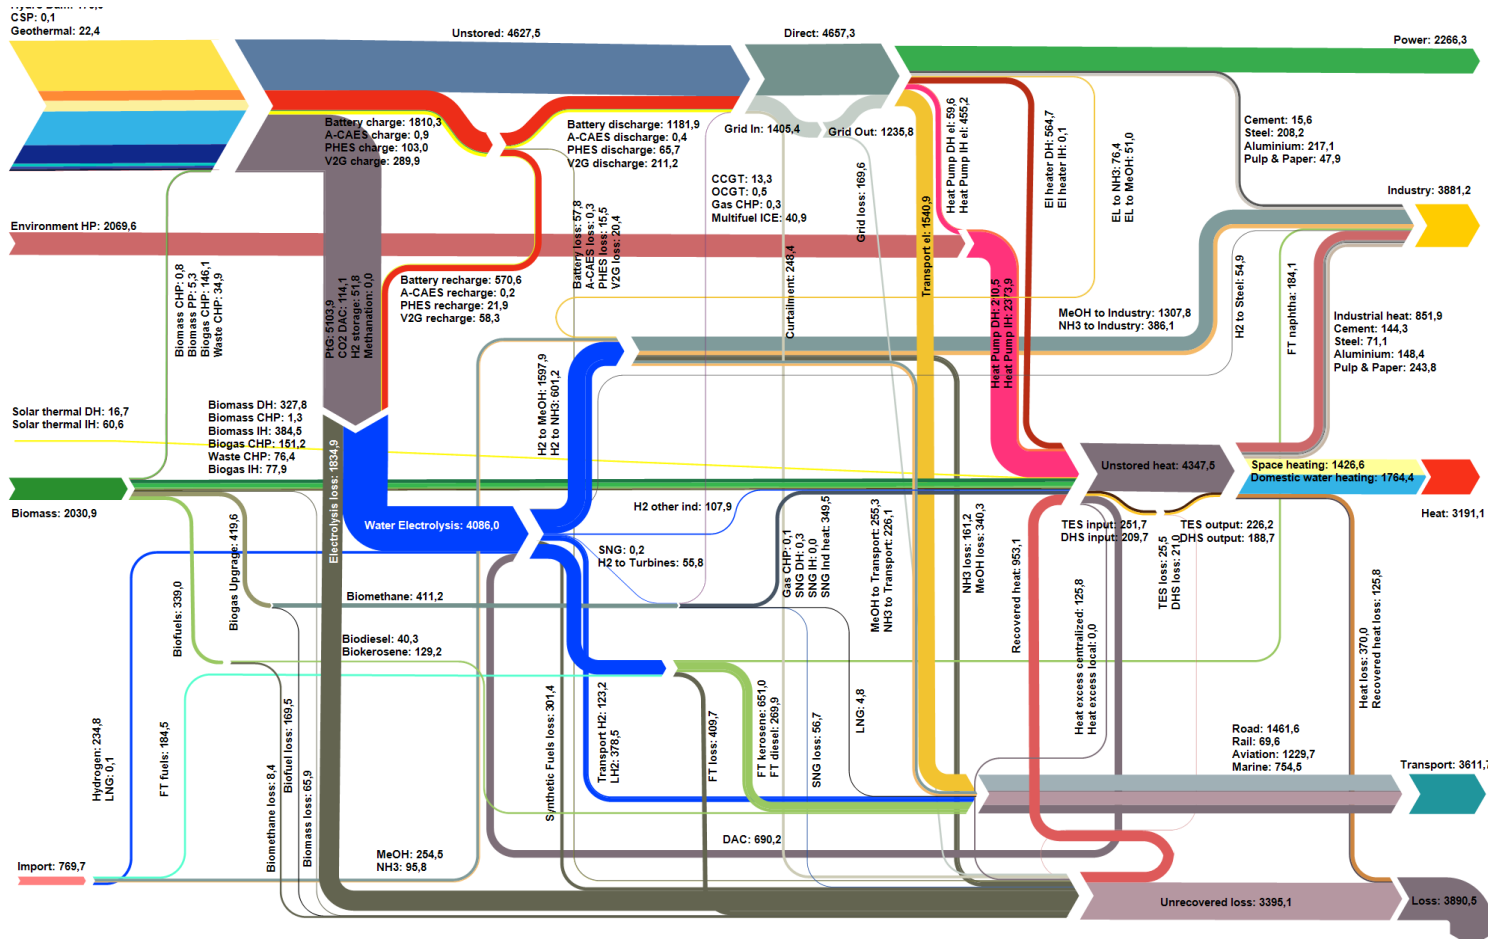 CSP: 0,1
Geothermal: 22,4
Unstored: 4627,5
Direct: 4657,3
Power: 2266,3
Battery charge: 1810,3
A-CAES charge: 0,9
PHES charge: 103,0
V2G charge: 289,9
Battery discharge: 1181,9
A-CAES discharge: 0,4
PHES discharge: 65,7
V2G discharge: 211,2
Grid In: 1405,4
Grid Out: 1235,8
Heat Pump DH el: 59,6
Heat Pump IH el: 455,2
El heater DH: 564,7
El heater IH: 0,1
EL to NH3: 76,4
EL to MeOH: 51,0
Cement: 15,6
Steel: 208,2
Aluminium: 217,1
Pulp & Paper: 47,9
Industry: 3881,2
CCGT: 13,3
OCGT: 0,5
Gas CHP: 0,3
Multifuel ICE: 40,9
Grid loss: 169,6
Transport el: 1540,9
Environment HP: 2069,6
Biomass CHP: 0,8
Biomass PP: 5,3
Biogas CHP: 146,1
Waste CHP: 34,9
PtG: 5103,9
CO2 DAC: 114,1
H2 storage: 51,8
Methanation: 0,0
Battery recharge: 570,6
A-CAES recharge: 0,2
PHES recharge: 21,9
V2G recharge: 58,3
Battery loss: 57,8
A-CAES loss: 0,3
PHES loss: 15,5
V2G loss: 20,4
Curtailment: 248,4
Heat Pump DH: 210,5
Heat Pump IH: 2373,9
MeOH to Industry: 1307,8
NH3 to Industry: 386,1
H2 to Steel: 54,9
FT naphtha: 184,1
Industrial heat: 851,9
Cement: 144,3
Steel: 71,1
Aluminium: 148,4
Pulp & Paper: 243,8
Solar thermal DH: 16,7
Solar thermal IH: 60,6
Biomass DH: 327,8
Biomass CHP: 1,3
Biomass IH: 384,5
Biogas CHP: 151,2
Waste CHP: 76,4
Biogas IH: 77,9
H2 to MeOH: 1597,9
H2 to NH3: 601,2
Electrolysis loss: 1834,9
Unstored heat: 4347,5
Space heating: 1426,6
Domestic water heating: 1764,4
Heat: 3191,1
Biomass: 2030,9
Water Electrolysis: 4086,0
H2 other ind: 107,9
TES input: 251,7
DHS input: 209,7
TES output: 226,2
DHS output: 188,7
Biofuels: 339,0
Biogas Upgrage: 419,6
SNG: 0,2
H2 to Turbines: 55,8
Gas CHP: 0,1
SNG DH: 0,3
SNG IH: 0,0
SNG Ind heat: 349,5
MeOH to Transport: 255,3
NH3 to Transport: 226,1
NH3 loss: 161,2
MeOH loss: 340,3
Recovered heat: 953,1
TES loss: 25,5
DHS loss: 21,0
Biomethane: 411,2
Biodiesel: 40,3
Biokerosene: 129,2
Heat excess centralized: 125,8
Heat excess local: 0,0
Heat loss: 370,0
Recovered heat loss: 125,8
Hydrogen: 234,8
LNG: 0,1
FT fuels: 184,5
Biomethane loss: 8,4
Biofuel loss: 169,5
Biomass loss: 65,9
Synthetic Fuels loss: 301,4
Transport H2: 123,2
LH2: 378,5
FT loss: 409,7
FT kerosene: 651,0
FT diesel: 269,9
SNG loss: 56,7
LNG: 4,8
Road: 1461,6
Rail: 69,6
Aviation: 1229,7
Marine: 754,5
Transport: 3611,7
DAC: 690,2
Import: 769,7
MeOH: 254,5
NH3: 95,8
Unrecovered loss: 3395,1
Loss: 3890,5